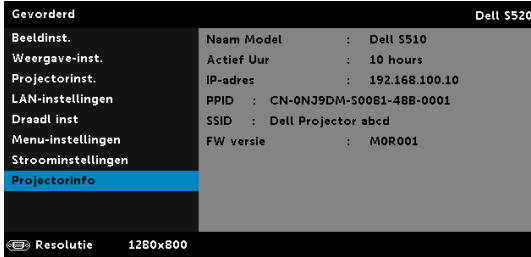 Gevorderd Dell S520
Beeldinst.
Weergave-inst.
Projectorinst.
LAN-instellingen
Draadl inst
Menu-instellingen
Stroominstellingen
Projectorinfo
Naam Model : Dell S510
Actief Uur : 10 hours
IP-adres : 192.168.100.10
PPID : CN-0NJ9DM-S0081-48B-0001
SSID : Dell Projector abcd
FW versie : M0R001
Resolutie 1280x800